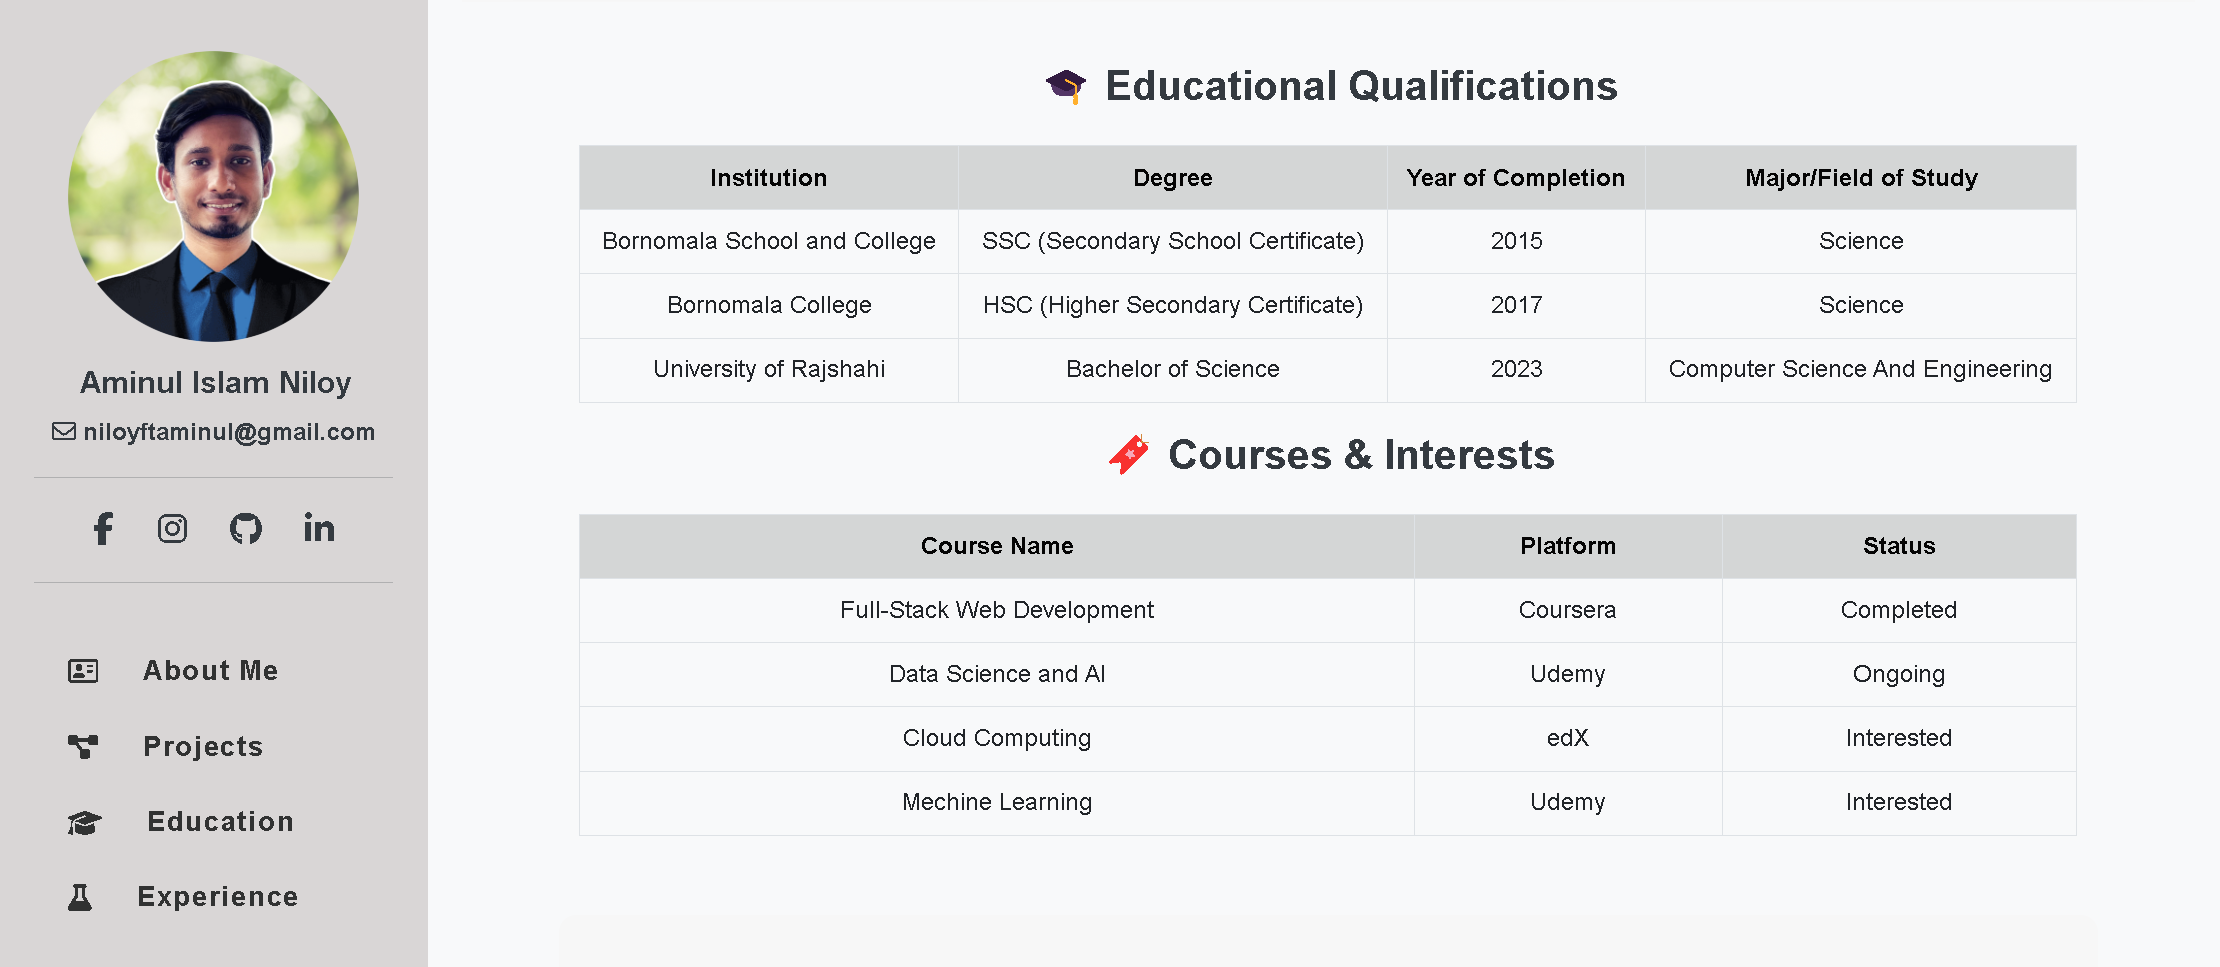 Aminul Islam Niloy
niloyftaminul@gmail.com
About Me
Projects
Education
Experience
Educational Qualifications
Institution Degree Year of Completion Major/Field of Study
Bornomala School and College SSC (Secondary School Certificate) 2015 Science
Bornomala College HSC (Higher Secondary Certificate) 2017 Science
University of Rajshahi Bachelor of Science 2023 Computer Science And Engineering
Courses & Interests
Course Name Platform Status
Full-Stack Web Development Coursera Completed
Data Science and AI Udemy Ongoing
Cloud Computing edX Interested
Mechine Learning Udemy Interested